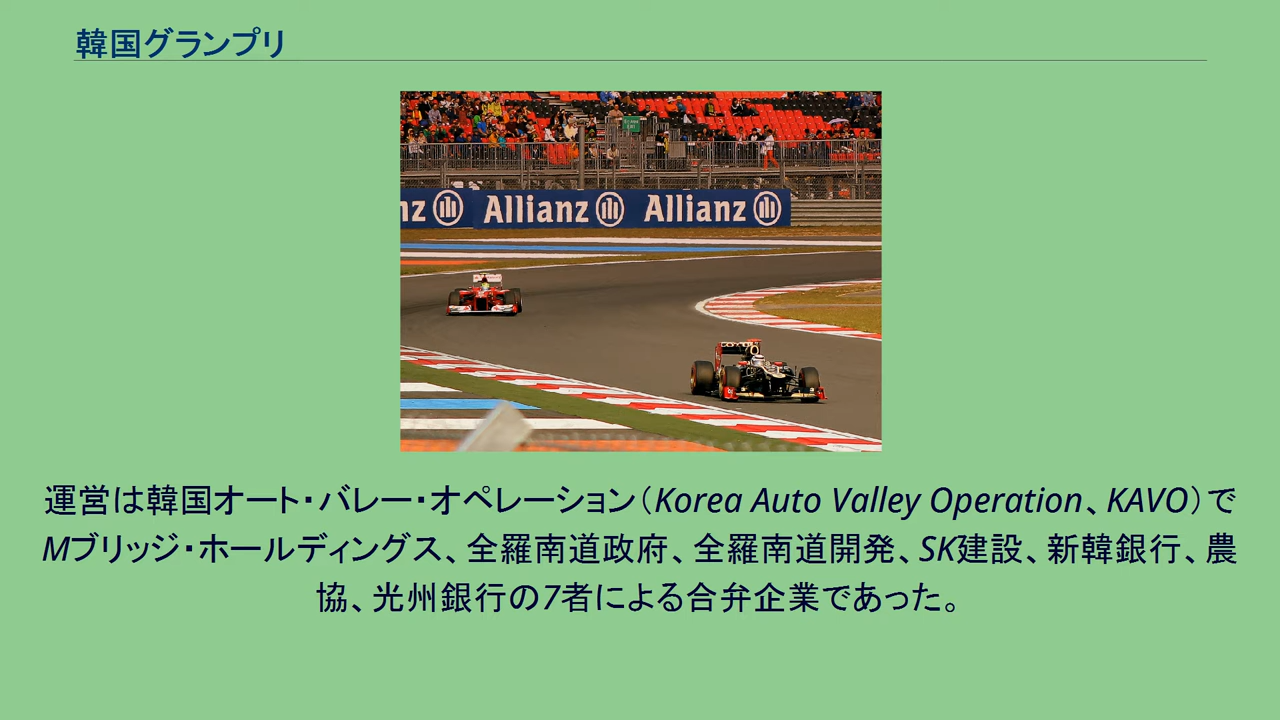 韓国グランプリ
nz Allianz Allianz
運営は韓国オート・バレー・オペレーション（Korea Auto Valley Operation、KAVO）で
Mブリッジ・ホールディングス、全羅南道政府、全羅南道開発、SK建設、新韓銀行、農
協、光州銀行の7者による合弁企業であった。